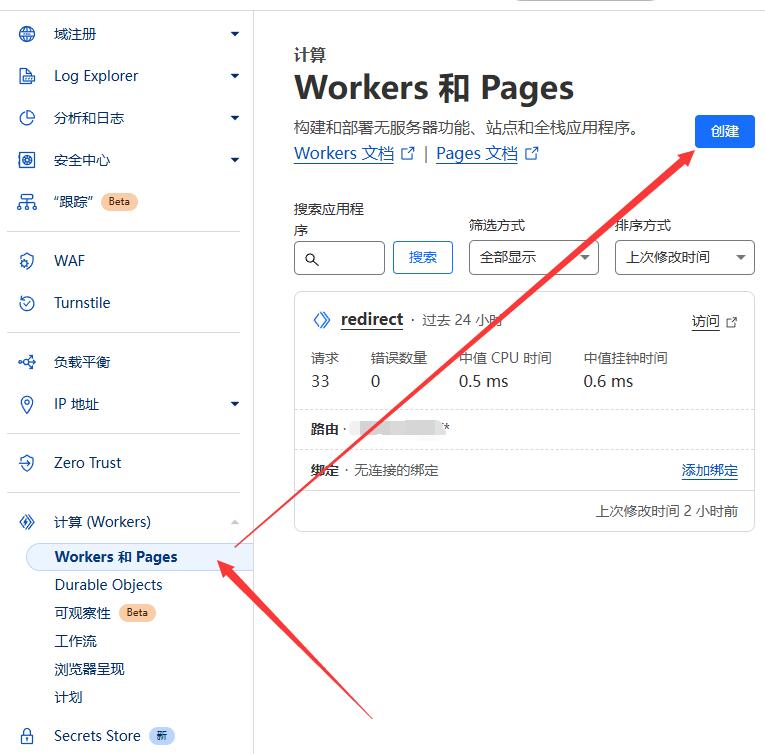 域注册
Log Explorer
分析和日志
安全中心
“跟踪” Beta
WAF
Turnstile
负载平衡
IP 地址
Zero Trust
计算 (Workers)
Workers 和 Pages
Durable Objects
可观察性 Beta
工作流
浏览器呈现
计划
Secrets Store 新
计算
Workers 和 Pages
构建和部署无服务器功能、站点和全栈应用程序。
创建
Workers 文档 | Pages 文档
搜索应用程
序
筛选方式
排序方式
搜索
全部显示
上次修改时间
redirect · 过去 24 小时
访问
请求 错误数量 中值 CPU 时间 中值挂钟时间
33 0 0.5 ms 0.6 ms
路由 · /*
绑定 · 无连接的绑定
添加绑定
上次修改时间 2 小时前